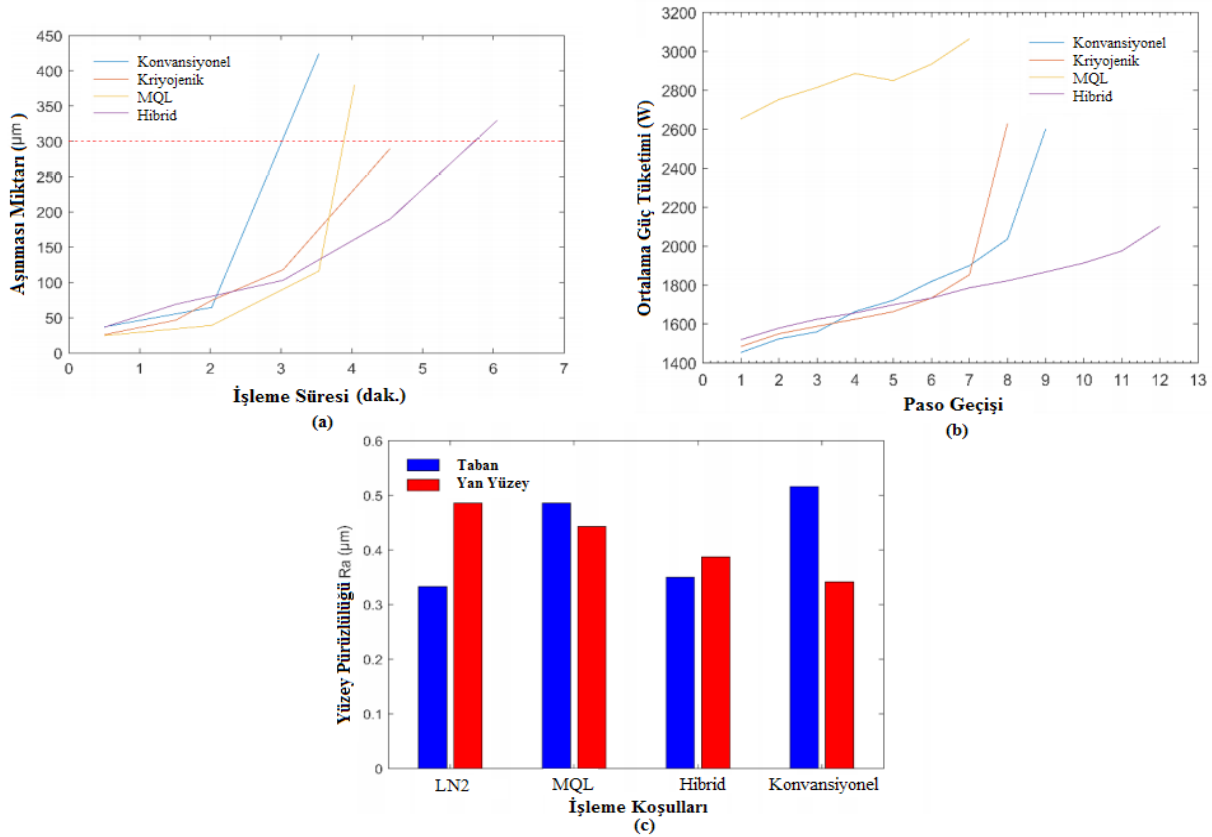 450
400
350
300
250
200
150
100
50
0
Aşınması Miktarı (μm)
Konvansiyonel
Kriyojenik
MQL
Hibrid
0 1 2 3 4 5 6 7
İşleme Süresi (dak.)
(a)
3200
3000
2800
2600
2400
2200
2000
1800
1600
1400
Ortalama Güç Tüketimi (W)
Konvansiyonel
Kriyojenik
MQL
Hibrid
0 1 2 3 4 5 6 7 8 9 10 11 12 13
Paso Geçişi
(b)
0.6
0.5
0.4
0.3
0.2
0.1
0
Yüzey Pürüzlülüğü Ra (μm)
Taban
Yan Yüzey
LN2 MQL Hibrid Konvansiyonel
İşleme Koşulları
(c)